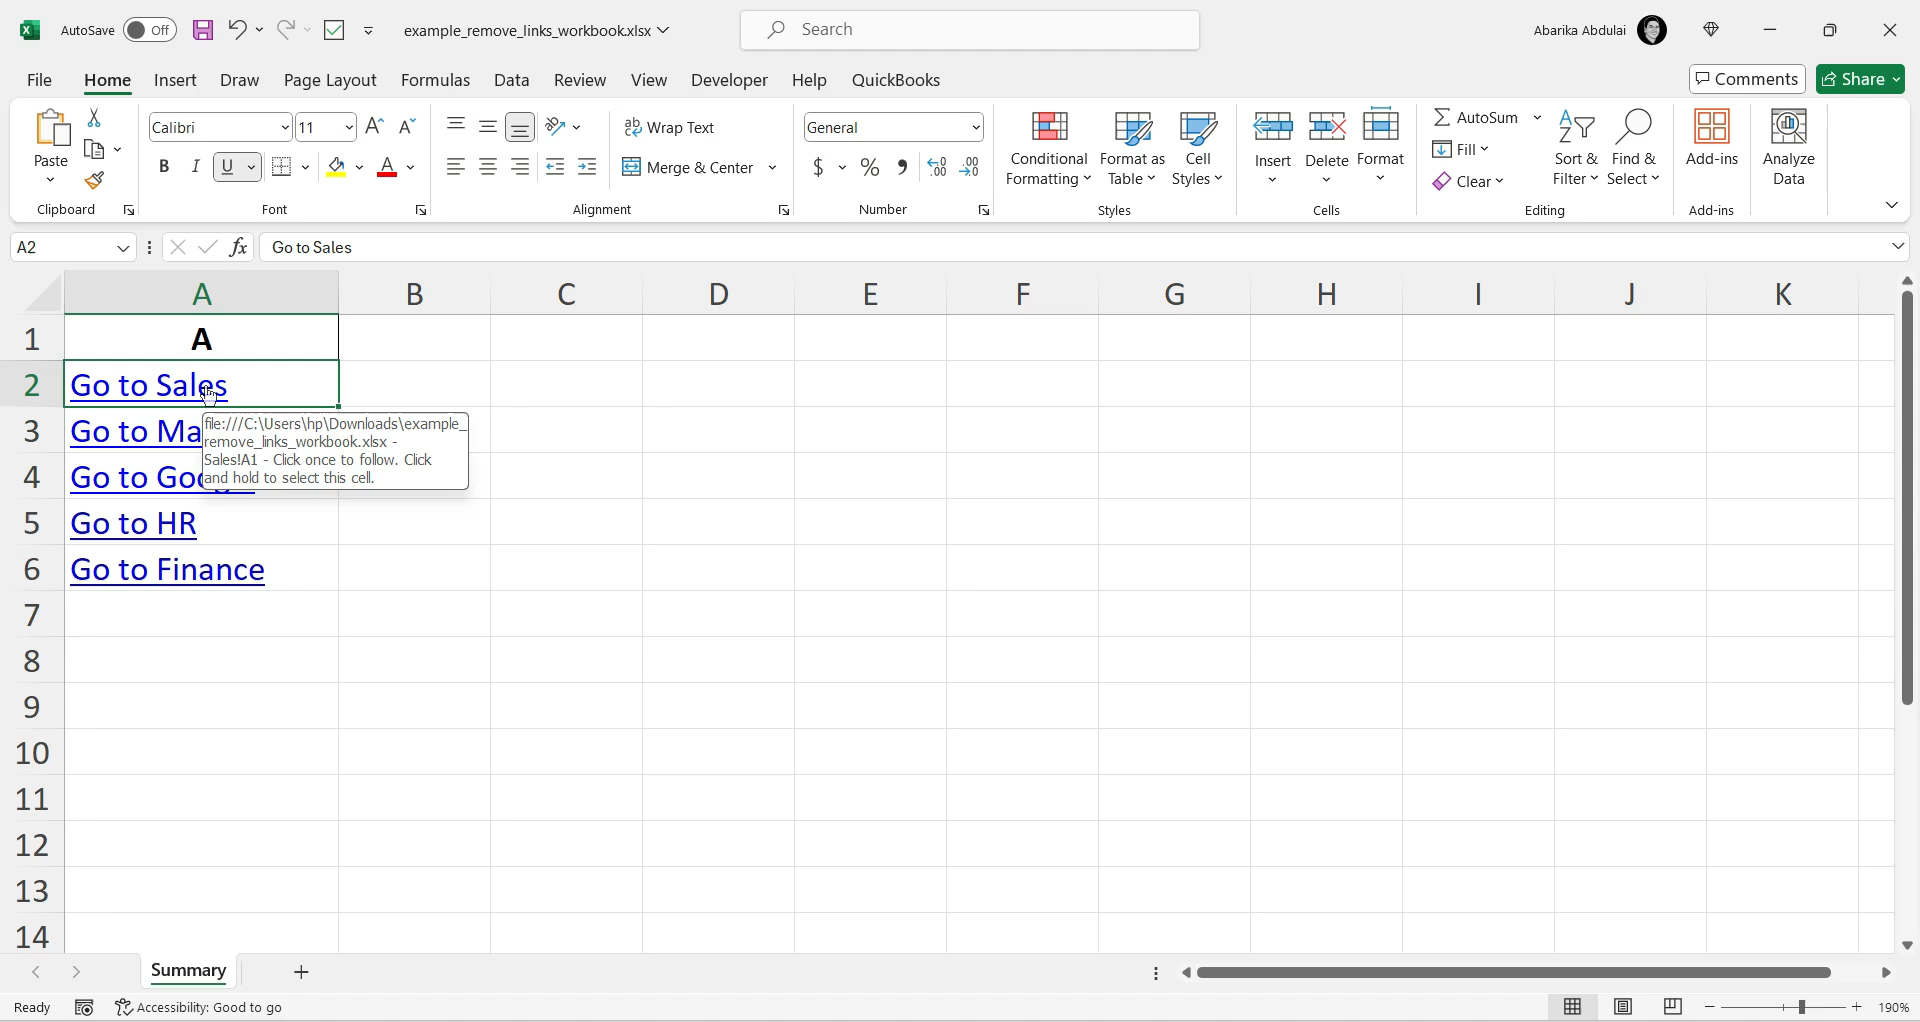 AutoSave Off example_remove_links_workbook.xlsx Search Abarika Abdulai
File Home Insert Draw Page Layout Formulas Data Review View Developer Help QuickBooks Comments Share
Paste
Clipboard
Calibri 11
B I U A
Font
Wrap Text
Merge & Center
Alignment
General
$ % , .00
Number
Conditional Formatting
Format as Table
Cell Styles
Styles
Insert Delete Format
Cells
AutoSum
Fill
Clear
Sort & Filter
Find & Select
Editing
Add-ins
Add-ins
Analyze Data
A2 fx Go to Sales
A B C D E F G H I J K
1 A
2 Go to Sales
3 Go to Ma
4 Go to
5 Go to HR
6 Go to Finance
file:///C:\Users\hp\Downloads\example_
remove_links_workbook.xlsx -
Sales!A1 - Click once to follow. Click
and hold to select this cell.
7
8
9
10
11
12
13
14
Summary
Ready Accessibility: Good to go 190%